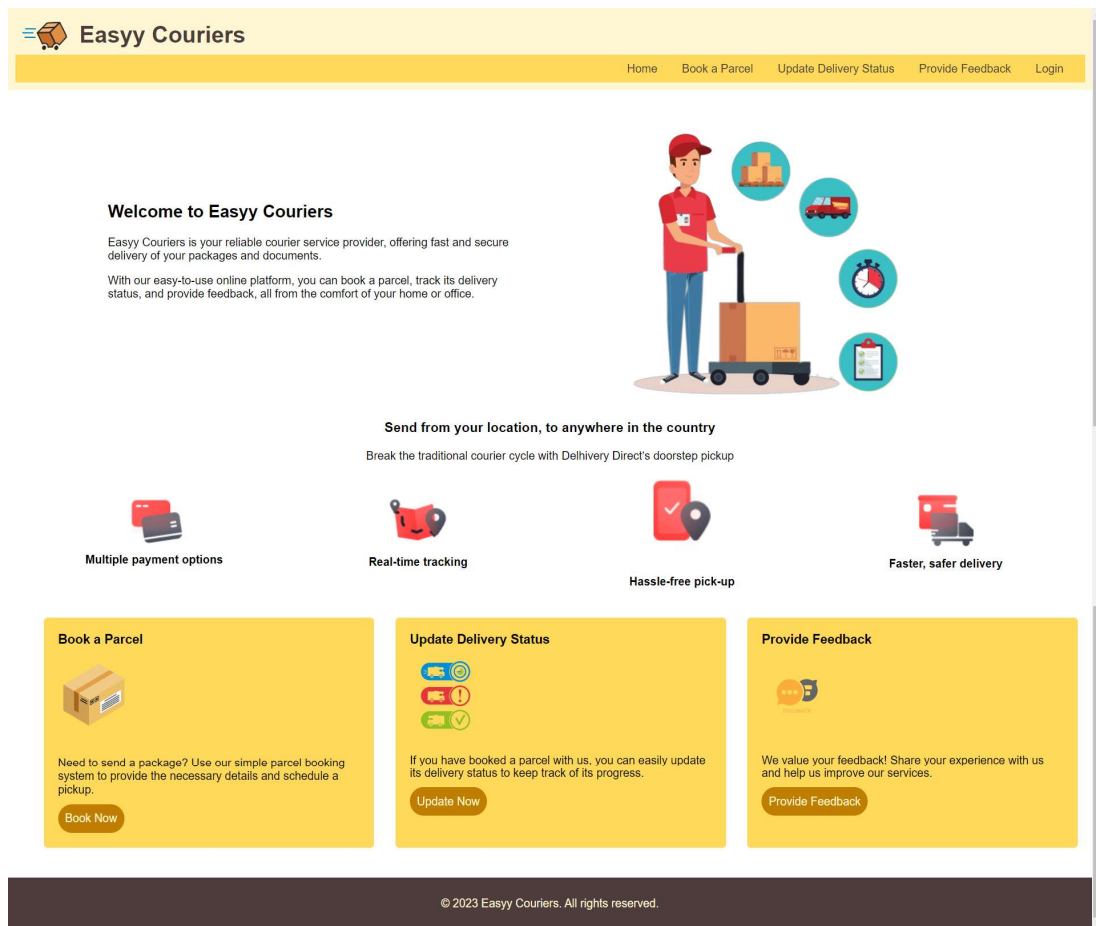 Easyy Couriers
Home Book a Parcel Update Delivery Status Provide Feedback Login
Welcome to Easyy Couriers
Easyy Couriers is your reliable courier service provider, offering fast and secure
delivery of your packages and documents.
With our easy-to-use online platform, you can book a parcel, track its delivery
status, and provide feedback, all from the comfort of your home or office.
Send from your location, to anywhere in the country
Break the traditional courier cycle with Delhivery Direct's doorstep pickup
Multiple payment options
Real-time tracking
Hassle-free pick-up
Faster, safer delivery
Book a Parcel
Need to send a package? Use our simple parcel booking
system to provide the necessary details and schedule a
pickup.
Book Now
Update Delivery Status
If you have booked a parcel with us, you can easily update
its delivery status to keep track of its progress.
Update Now
Provide Feedback
We value your feedback! Share your experience with us
and help us improve our services.
Provide Feedback
© 2023 Easyy Couriers. All rights reserved.